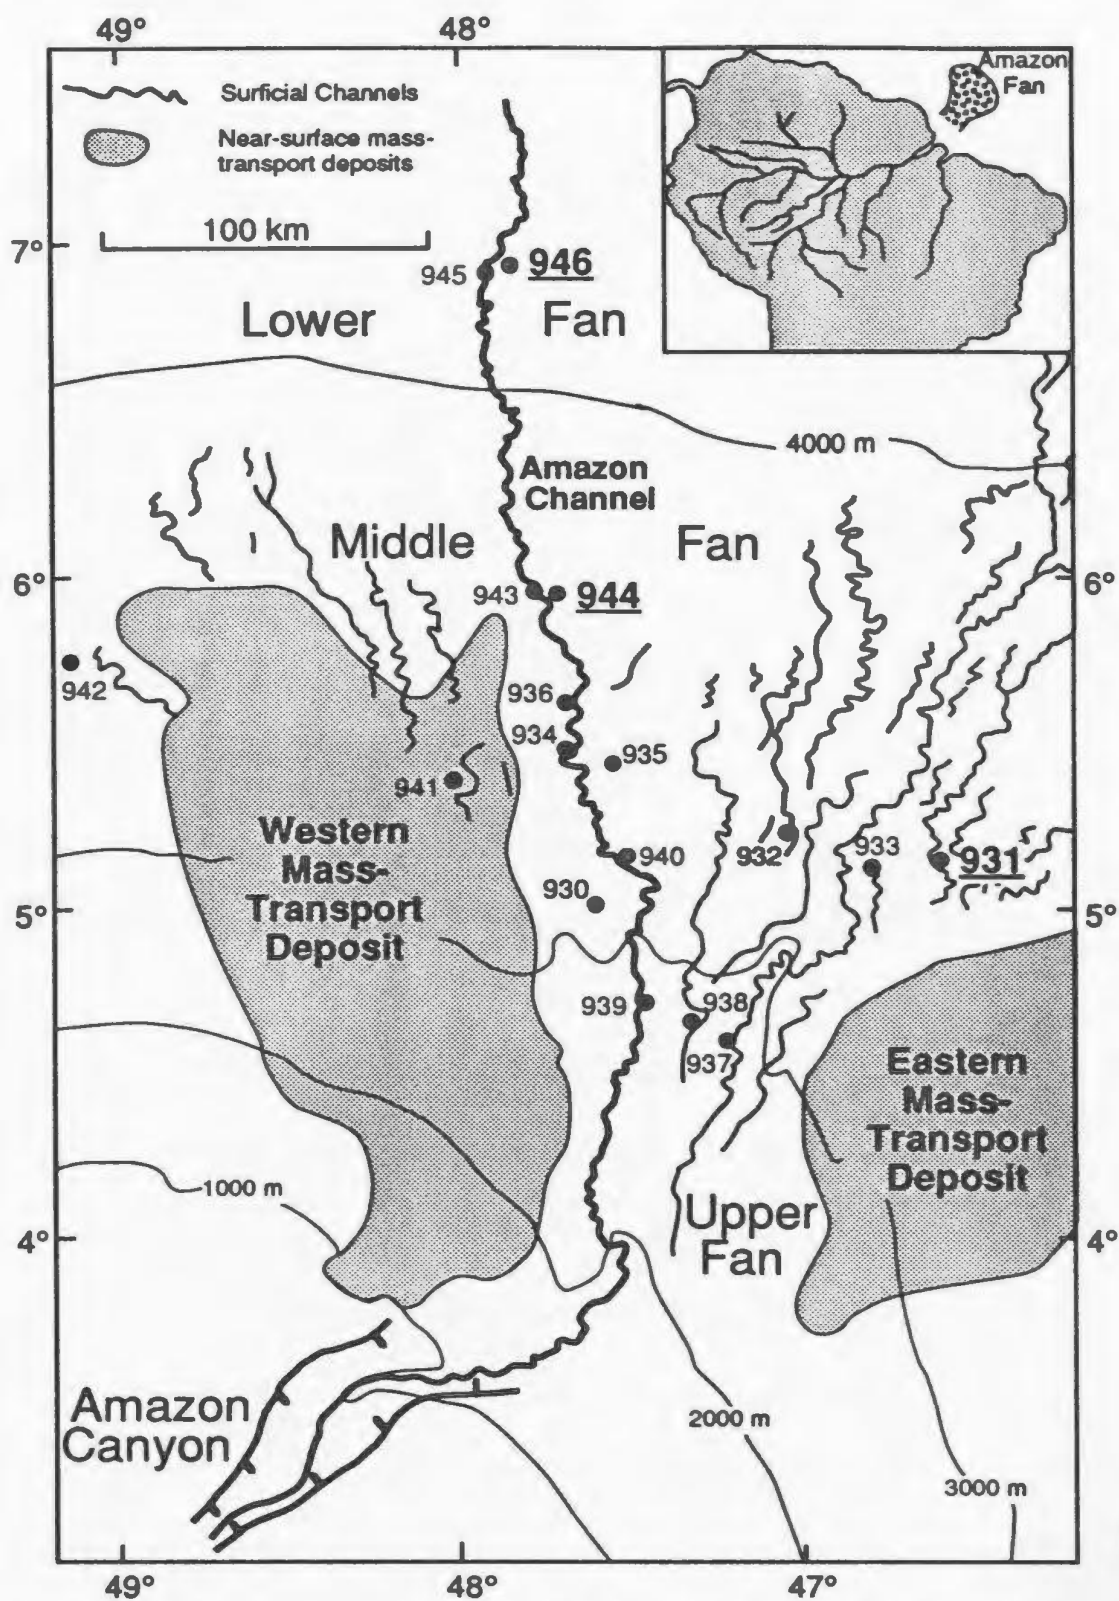 49°
48°
Surficial Channels
Near-surface mass-
transport deposits
100 km
Amazon
Fan
7°
945
946
Lower
Fan
4000 m
Amazon
Channel
Middle
Fan
6°
6°
943
944
942
936
934
935
941
Western
Mass-
Transport
Deposit
940
932
933
931
930
5°
5°
939
938
937
Eastern
Mass-
Transport
Deposit
1000 m
Upper
Fan
4°
4°
Amazon
Canyon
2000 m
3000 m
49°
48°
47°